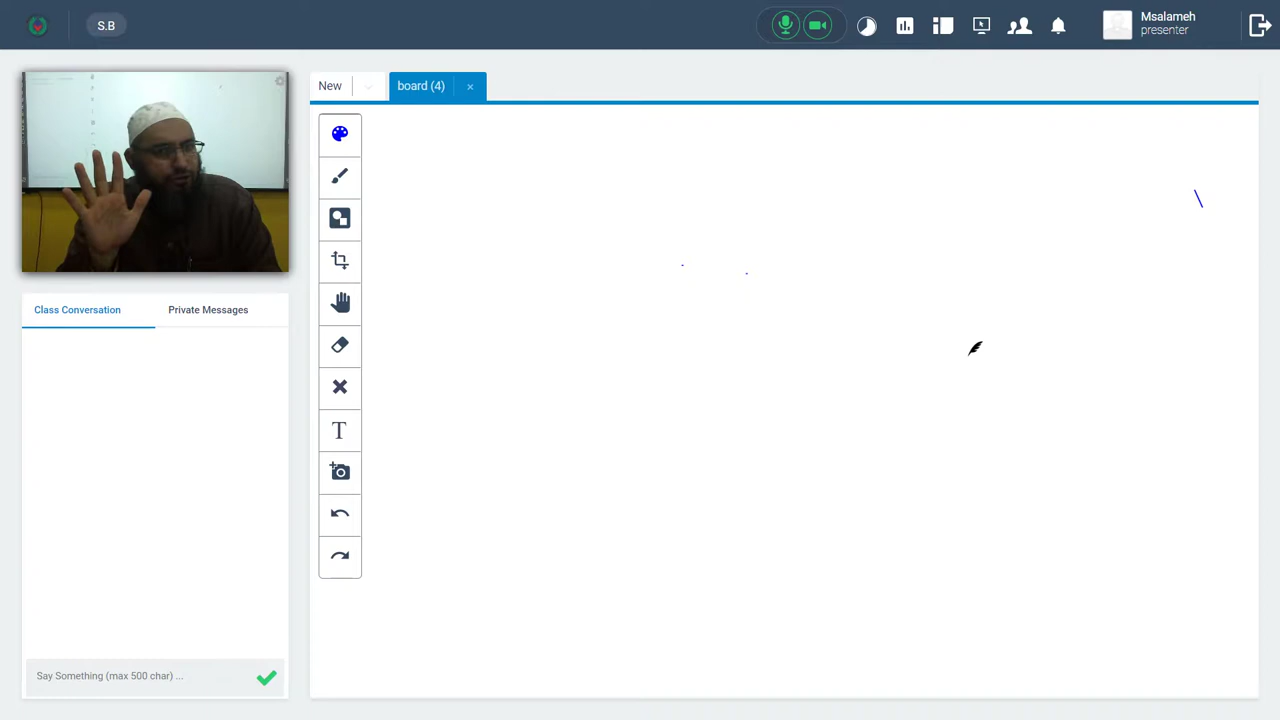 S.B
Msalameh
presenter
New
board (4)
×
T
Class Conversation
Private Messages
Say Something (max 500 char) ...